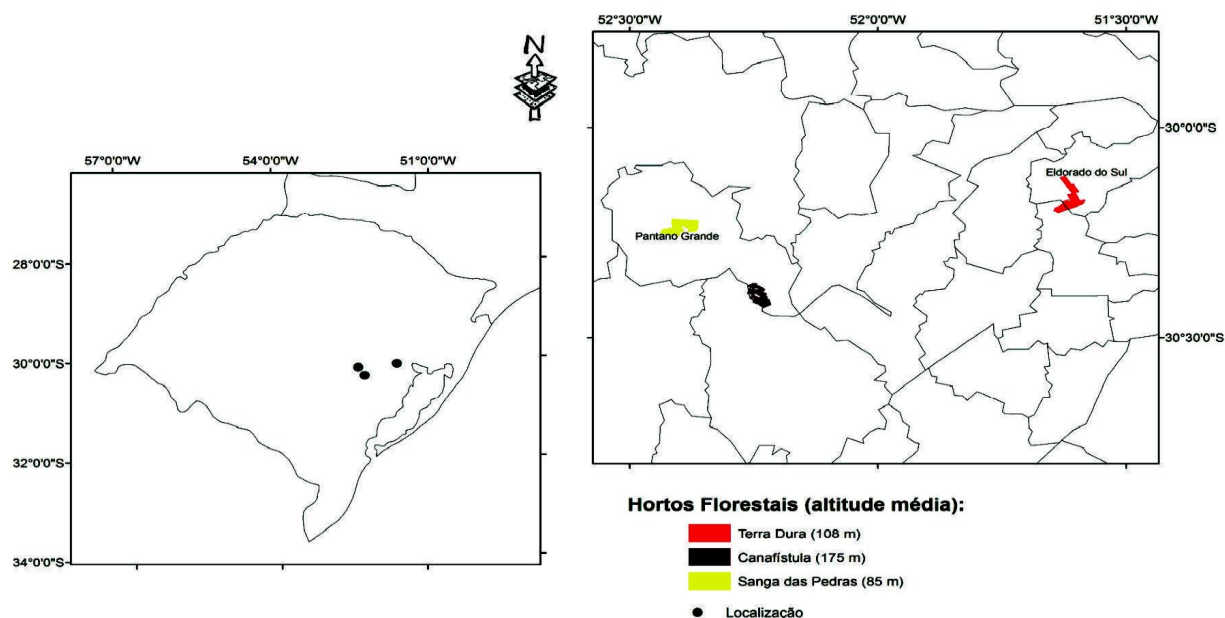 N
57°0'0"W 54°0'0"W 51°0'0"W
28°0'0"S
30°0'0"S
32°0'0"S
34°0'0"S
52°30'0"W 52°0'0"W 51°30'0"W
30°0'0"S
30°30'0"S
Eldorado do Sul
Pantano Grande
Hortos Florestais (altitude média):
Terra Dura (108 m)
Canafístula (175 m)
Sanga das Pedras (85 m)
Localização